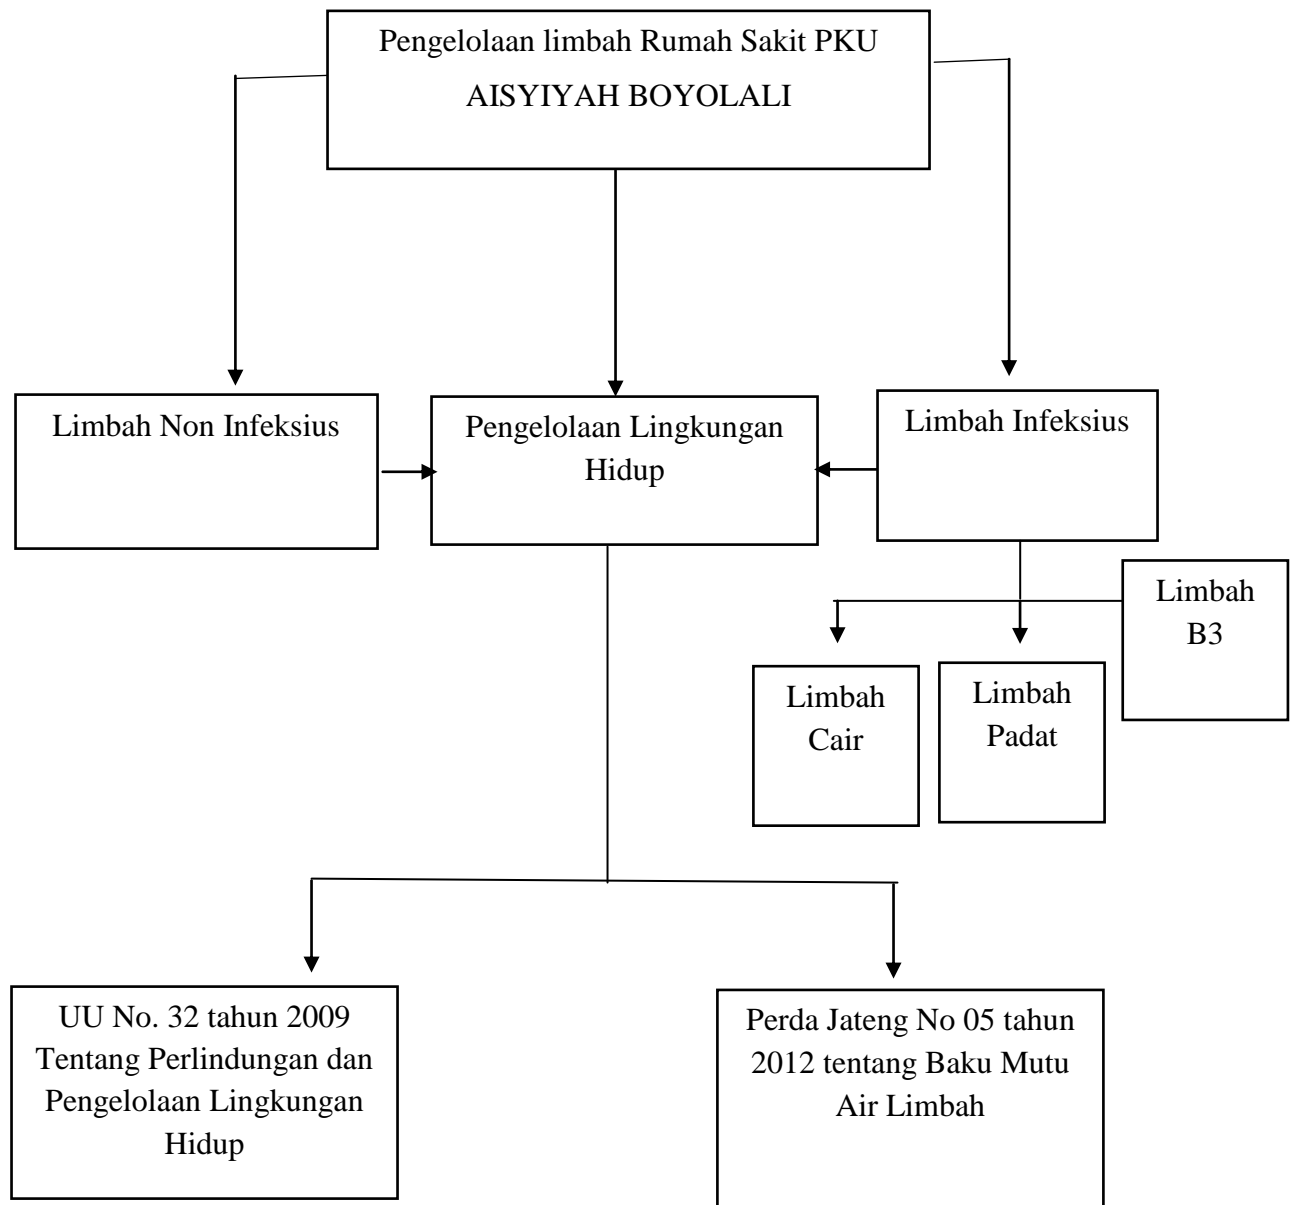 Pengelolaan limbah Rumah Sakit PKU
AISYIYAH BOYOLALI
Limbah Non Infeksius
Pengelolaan Lingkungan
Hidup
Limbah Infeksius
Limbah
B3
Limbah
Cair
Limbah
Padat
UU No. 32 tahun 2009
Tentang Perlindungan dan
Pengelolaan Lingkungan
Hidup
Perda Jateng No 05 tahun
2012 tentang Baku Mutu
Air Limbah